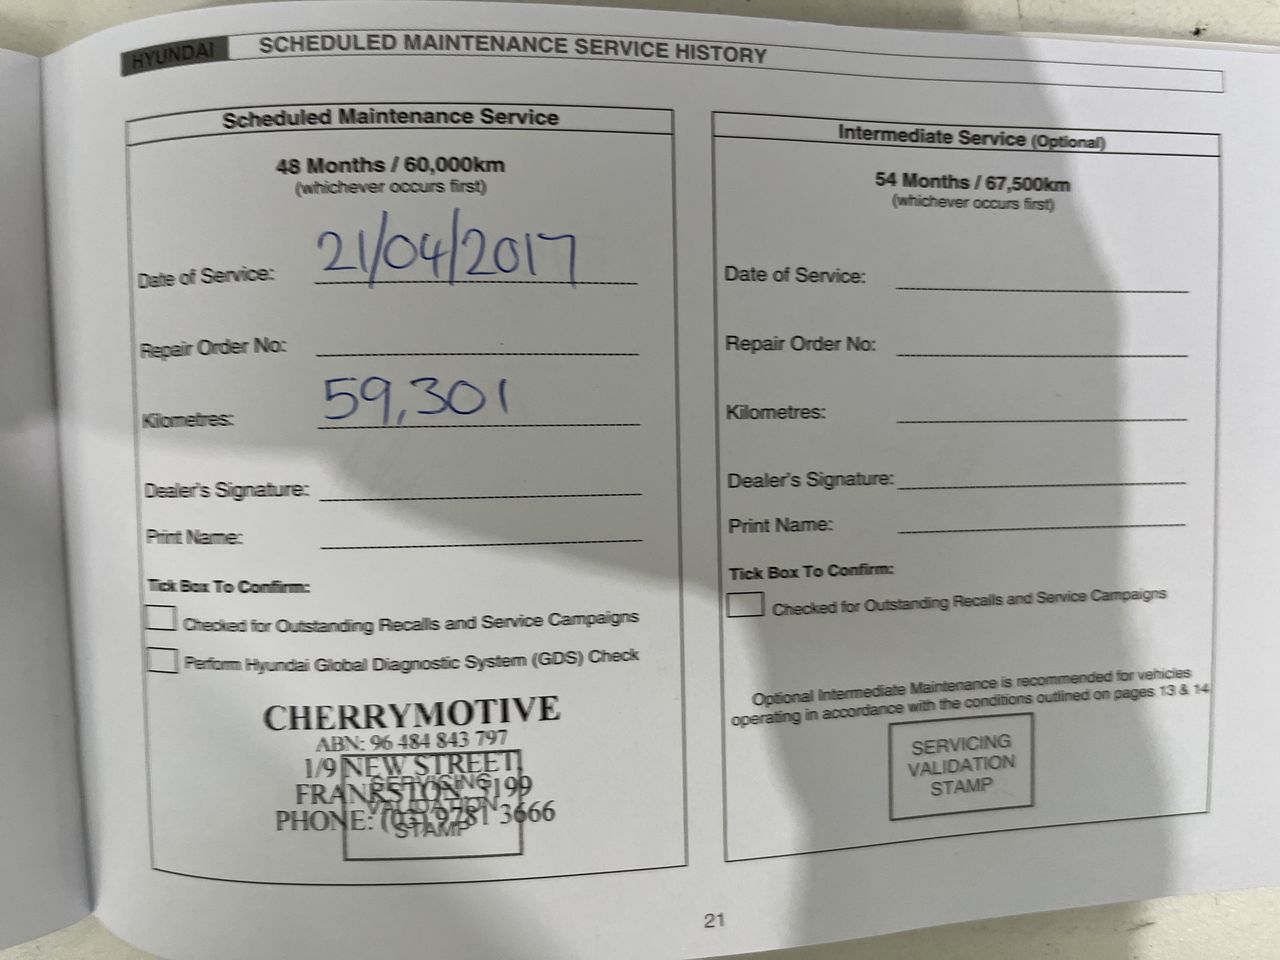 HYUNDAI SCHEDULED MAINTENANCE SERVICE HISTORY
Scheduled Maintenance Service
48 Months / 60,000km
(whichever occurs first)
Date of Service: 21/04/2017
Repair Order No:
Kilometres: 59,301
Dealer's Signature:
Print Name:
Tick Box To Confirm:
Checked for Outstanding Recalls and Service Campaigns
Perform Hyundai Global Diagnostic System (GDS) Check
CHERRYMOTIVE
ABN: 96 484 843 797
1/9 NEW STREET
FRANKSTON 3199
PHONE: (03) 9781 3666
SERVICING
VALIDATION
STAMP
Intermediate Service (Optional)
54 Months / 67,500km
(whichever occurs first)
Date of Service:
Repair Order No:
Kilometres:
Dealer's Signature:
Print Name:
Tick Box To Confirm:
Checked for Outstanding Recalls and Service Campaigns
Optional Intermediate Maintenance is recommended for vehicles
operating in accordance with the conditions outlined on pages 13 & 14
SERVICING
VALIDATION
STAMP
21